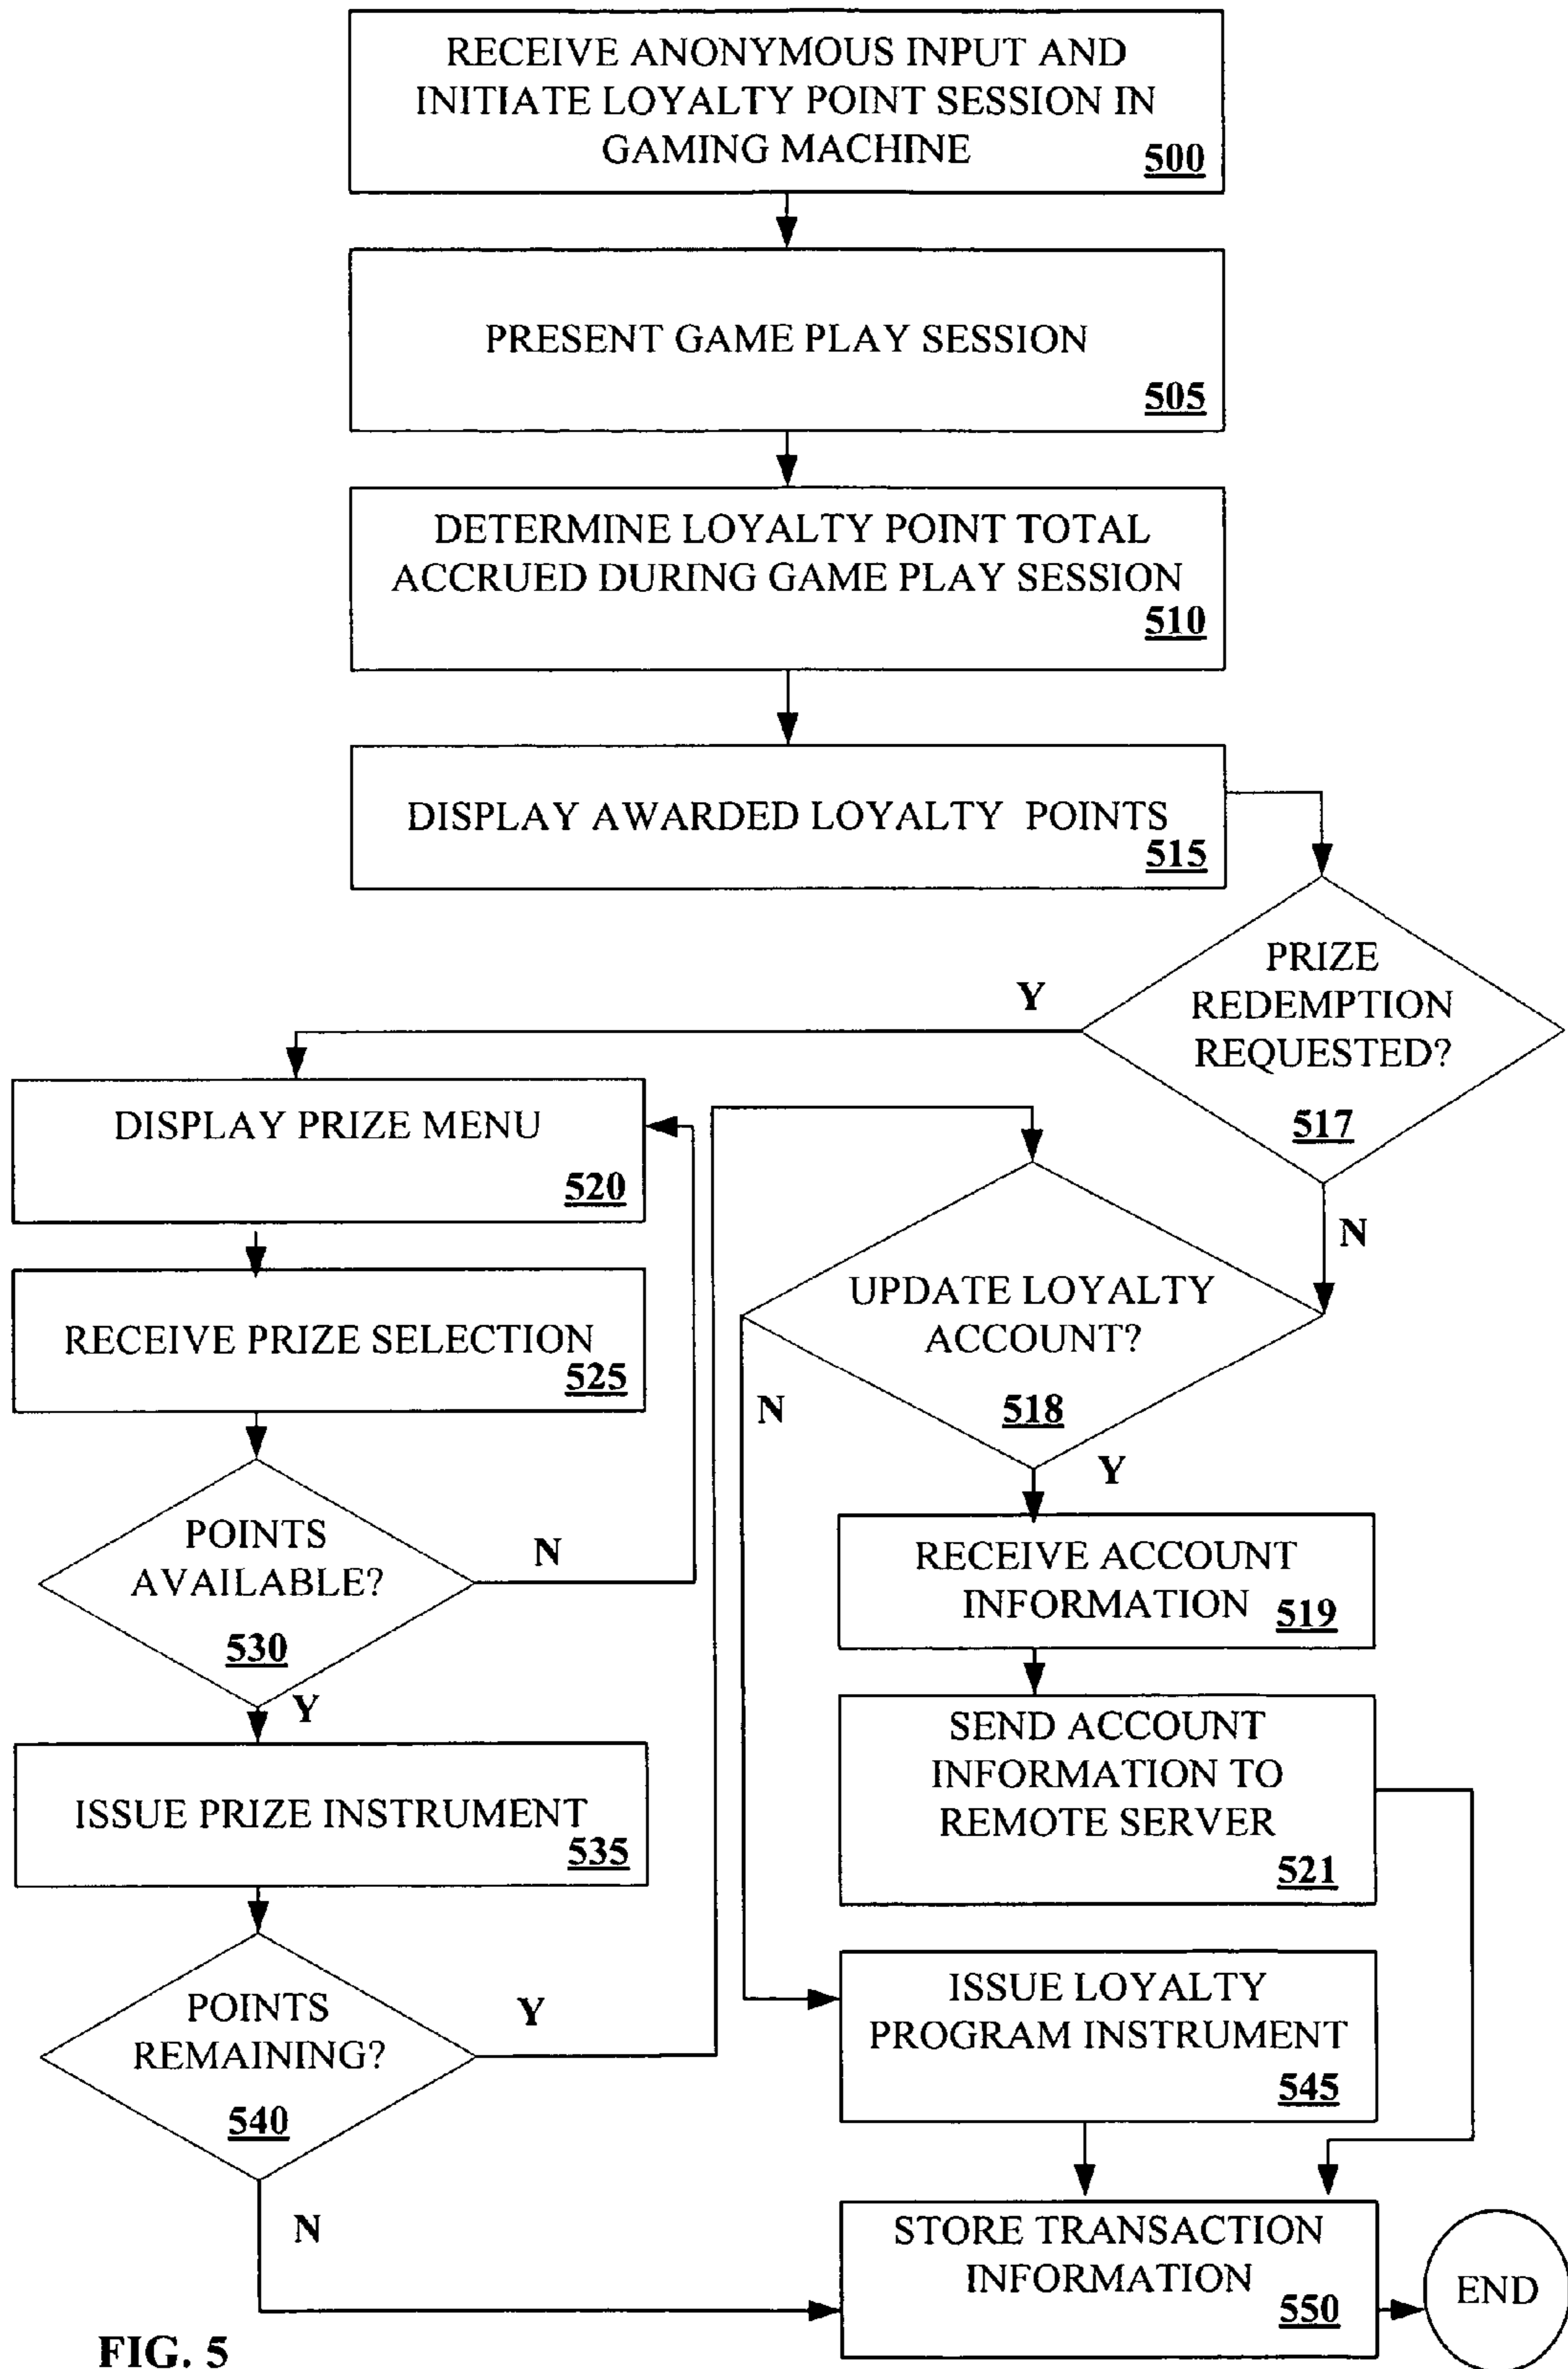 RECEIVE ANONYMOUS INPUT AND
INITIATE LOYALTY POINT SESSION IN
GAMING MACHINE
500
PRESENT GAME PLAY SESSION
505
DETERMINE LOYALTY POINT TOTAL
ACCRUED DURING GAME PLAY SESSION
510
DISPLAY AWARDED LOYALTY POINTS
515
PRIZE
REDEMPTION
REQUESTED?
517
Y
N
DISPLAY PRIZE MENU
520
RECEIVE PRIZE SELECTION
525
POINTS
AVAILABLE?
530
N
Y
ISSUE PRIZE INSTRUMENT
535
POINTS
REMAINING?
540
Y
N
UPDATE LOYALTY
ACCOUNT?
518
N
Y
RECEIVE ACCOUNT
INFORMATION 519
SEND ACCOUNT
INFORMATION TO
REMOTE SERVER
521
ISSUE LOYALTY
PROGRAM INSTRUMENT
545
STORE TRANSACTION
INFORMATION
550
END
FIG. 5